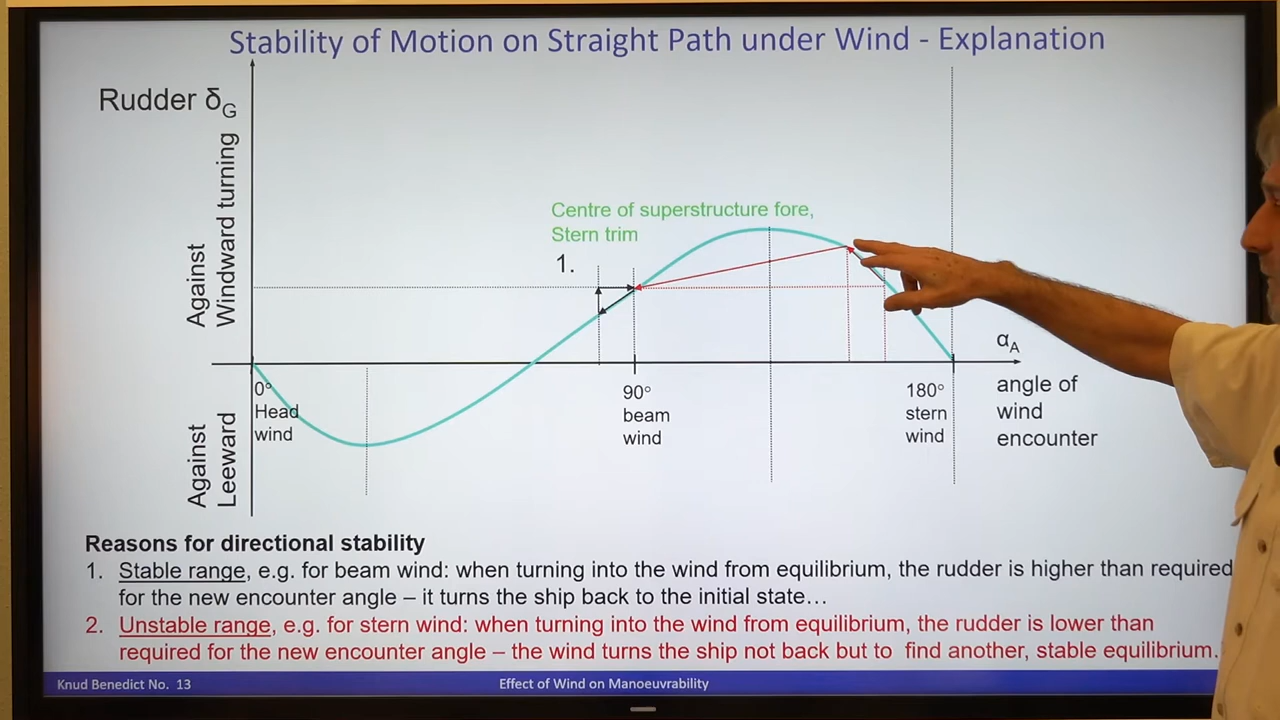 Stability of Motion on Straight Path under Wind - Explanation
Rudder δG
Against
Windward turning
Centre of superstructure fore,
Stern trim
1.
αA
0°
Head
wind
90°
beam
wind
180°
stern
wind
angle of
wind
encounter
Against
Leeward
Reasons for directional stability
1. Stable range, e.g. for beam wind: when turning into the wind from equilibrium, the rudder is higher than required
for the new encounter angle – it turns the ship back to the initial state…
2. Unstable range, e.g. for stern wind: when turning into the wind from equilibrium, the rudder is lower than
required for the new encounter angle – the wind turns the ship not back but to find another, stable equilibrium.
Knud Benedict No. 13
Effect of Wind on Manoeuvrability